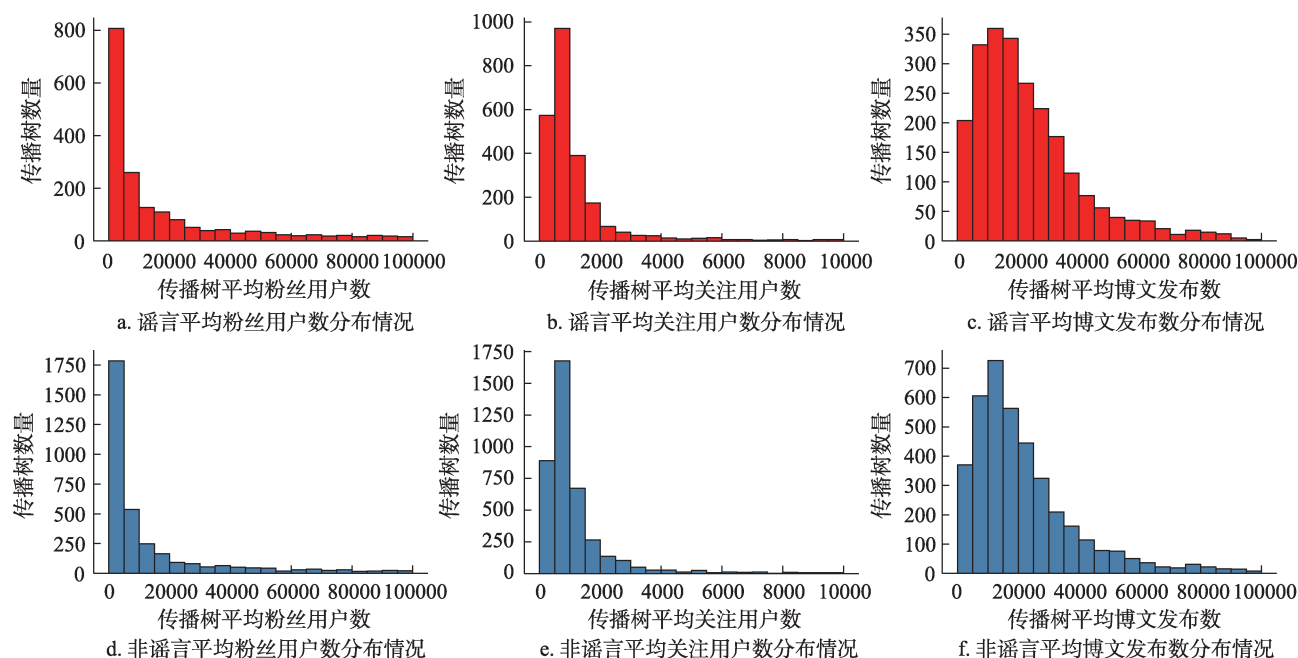 800
600
400
200
0
传播树数量
0 20000 40000 60000 80000 100000
传播树平均粉丝用户数
a. 谣言平均粉丝用户数分布情况
1000
800
600
400
200
0
传播树数量
0 2000 4000 6000 8000 10000
传播树平均关注用户数
b. 谣言平均关注用户数分布情况
350
300
250
200
150
100
50
0
传播树数量
0 20000 40000 60000 80000 100000
传播树平均博文发布数
c. 谣言平均博文发布数分布情况
1750
1500
1250
1000
750
500
250
0
传播树数量
0 20000 40000 60000 80000 100000
传播树平均粉丝用户数
d. 非谣言平均粉丝用户数分布情况
1750
1500
1250
1000
750
500
250
0
传播树数量
0 2000 4000 6000 8000 10000
传播树平均关注用户数
e. 非谣言平均关注用户数分布情况
700
600
500
400
300
200
100
0
传播树数量
0 20000 40000 60000 80000 100000
传播树平均博文发布数
f. 非谣言平均博文发布数分布情况